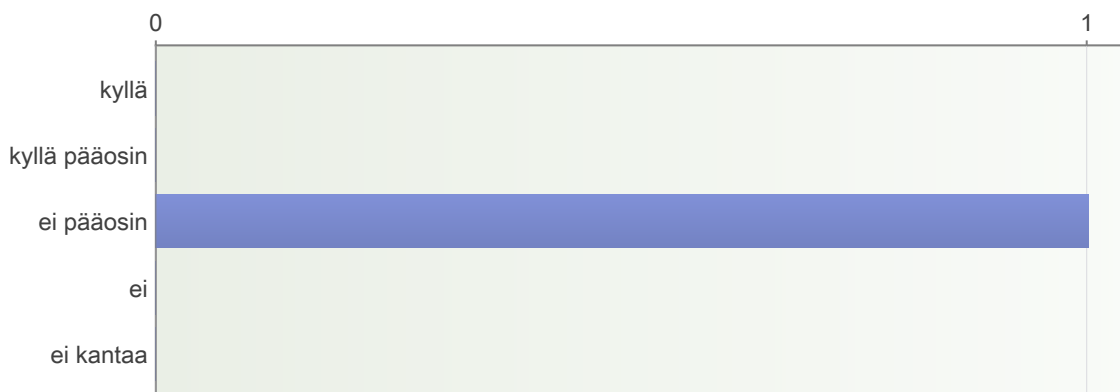 0 1
kyllä
kyllä pääosin
ei pääosin
ei
ei kantaa